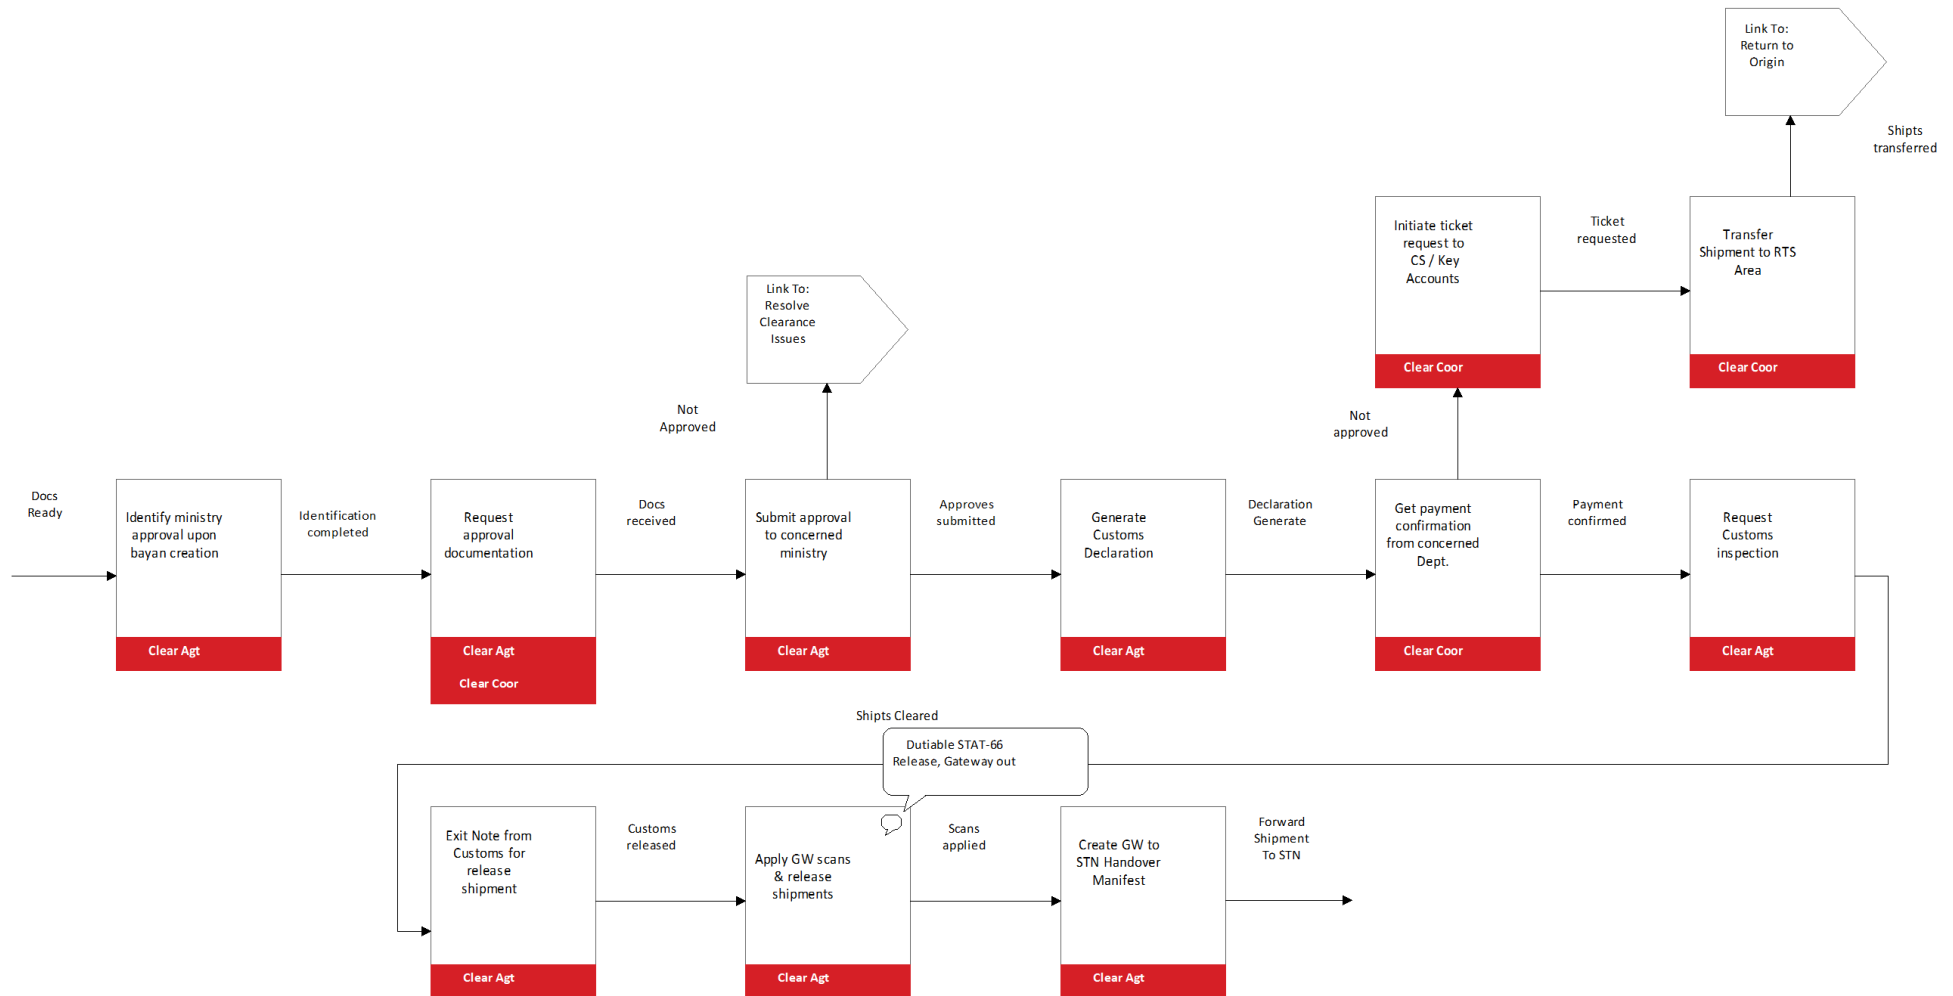 Link To:
Return to
Origin
Shipts
transferred
Initiate ticket
request to
CS / Key
Accounts
Clear Coor
Ticket
requested
Transfer
Shipment to RTS
Area
Clear Coor
Link To:
Resolve
Clearance
Issues
Not
Approved
Not
approved
Docs
Ready
Identify ministry
approval upon
bayan creation
Clear Agt
Identification
completed
Request
approval
documentation
Clear Agt
Clear Coor
Docs
received
Submit approval
to concerned
ministry
Clear Agt
Approves
submitted
Generate
Customs
Declaration
Clear Agt
Declaration
Generate
Get payment
confirmation
from concerned
Dept.
Clear Coor
Payment
confirmed
Request
Customs
inspection
Clear Agt
Shipts Cleared
Dutiable STAT-66
Release, Gateway out
Exit Note from
Customs for
release
shipment
Clear Agt
Customs
released
Apply GW scans
& release
shipments
Clear Agt
Scans
applied
Create GW to
STN Handover
Manifest
Clear Agt
Forward
Shipment
To STN